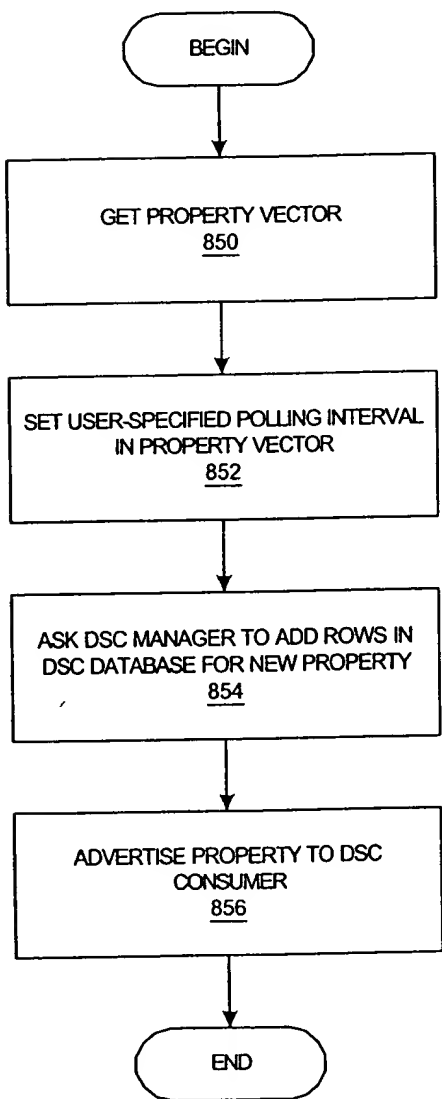 BEGIN
GET PROPERTY VECTOR
850
SET USER-SPECIFIED POLLING INTERVAL
IN PROPERTY VECTOR
852
ASK DSC MANAGER TO ADD ROWS IN
DSC DATABASE FOR NEW PROPERTY
854
ADVERTISE PROPERTY TO DSC
CONSUMER
856
END